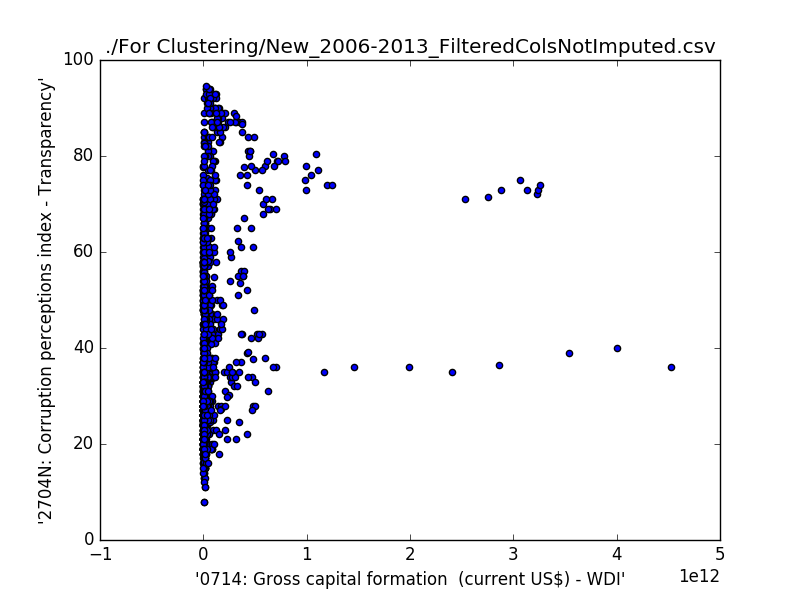 ./For Clustering/New_2006-2013_FilteredColsNotImputed.csv
100
80
60
40
20
0
'2704N: Corruption perceptions index - Transparency'
−1 0 1 2 3 4 5
1e12
'0714: Gross capital formation  (current US$) - WDI'